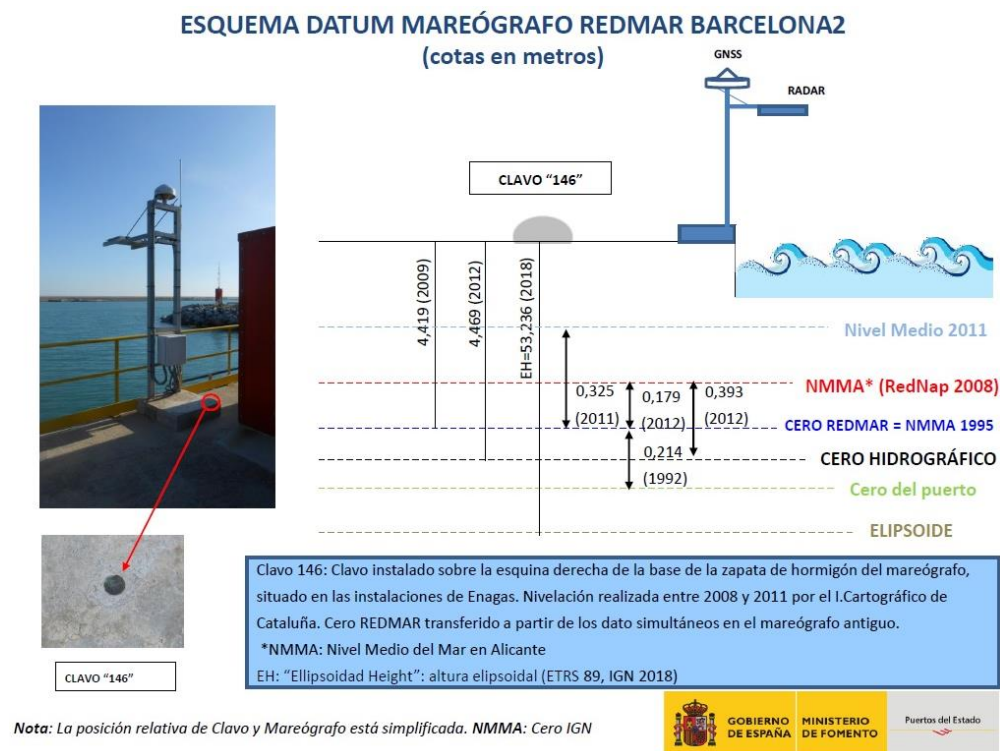 ESQUEMA DATUM MAREÓGRAFO REDMAR BARCELONA2
(cotas en metros)
GNSS
RADAR
CLAVO “146”
4,419 (2009)
4,469 (2012)
EH=53,236 (2018)
Nivel Medio 2011
NMMA* (RedNap 2008)
0,325
(2011)
0,179
(2012)
0,393
(2012)
CERO REDMAR = NMMA 1995
0,214
(1992)
CERO HIDROGRÁFICO
Cero del puerto
ELIPSOIDE
Clavo 146: Clavo instalado sobre la esquina derecha de la base de la zapata de hormigón del mareógrafo,
situado en las instalaciones de Enagas. Nivelación realizada entre 2008 y 2011 por el I.Cartográfico de
Cataluña. Cero REDMAR transferido a partir de los dato simultáneos en el mareógrafo antiguo.
*NMMA: Nivel Medio del Mar en Alicante
EH: “Ellipsoidad Height”: altura elipsoidal (ETRS 89, IGN 2018)
CLAVO “146”
Nota: La posición relativa de Clavo y Mareógrafo está simplificada. NMMA: Cero IGN
GOBIERNO
DE ESPAÑA
MINISTERIO
DE FOMENTO
Puertos del Estado